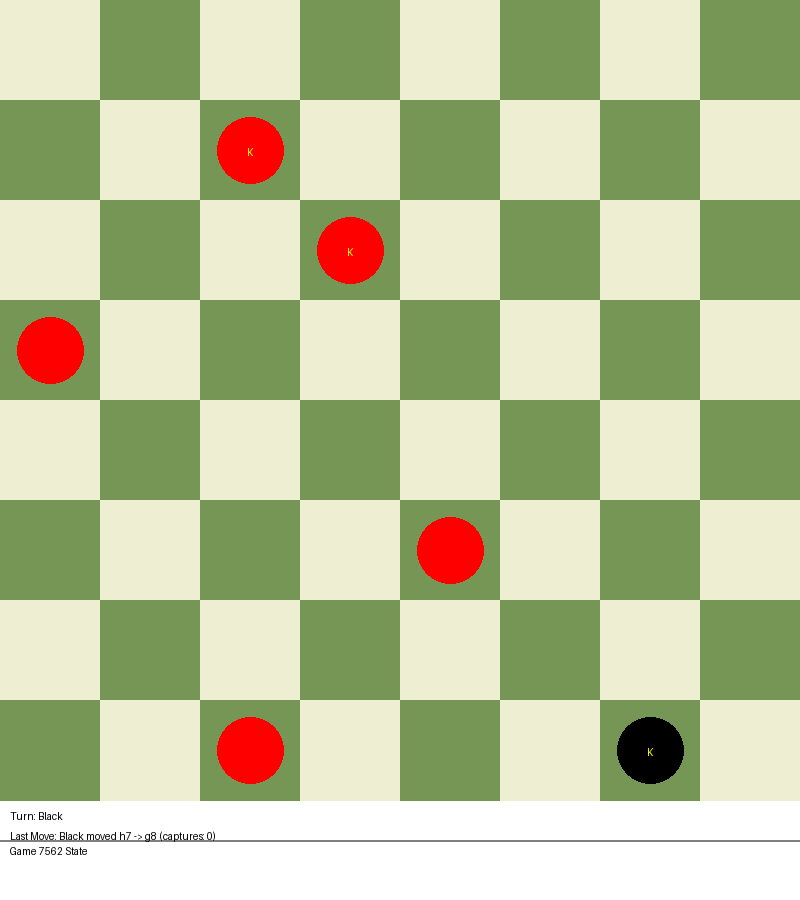 K
K
K
Turn: Black
Last Move: Black moved h7 -> g8 (captures: 0)
Game 7562 State